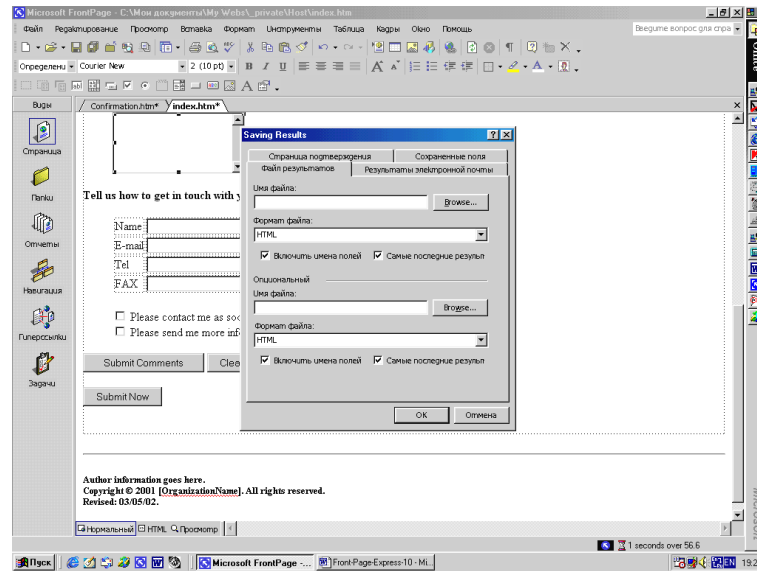 Microsoft FrontPage - C:\Мои документы\My Webs\_private\Host\index.htm
Файл Редактирование Просмотр Вставка Формат Инструменты Таблица Кадры Окно Помощь
Введите вопрос для спра
Courier New 2 (10 pt)
Виды
Confirmation.htm* index.htm*
Страница
Папки
Отчеты
Навигация
Гиперссылки
Задачи
Tell us how to get in touch with y
Name
E-mail
Tel
FAX
Please contact me as soo
Please send me more inf
Submit Comments Clea
Submit Now
Saving Results
Страница подтверждения Сохраненные поля
Файл результатов Результаты электронной почты
Имя файла:
Browse...
Формат файла:
HTML
Включить имена полей Самые последние результ
Опциональный
Имя файла:
Browse...
Формат файла:
HTML
Включить имена полей Самые последние результ
OK Отмена
Author information goes here.
Copyright © 2001 [OrganizationName]. All rights reserved.
Revised: 03/05/02.
Нормальный HTML Просмотр
1 seconds over 56.6
Пуск Microsoft FrontPage -... Front-Page-Express-10 - Mi...
EN 19:2
Office